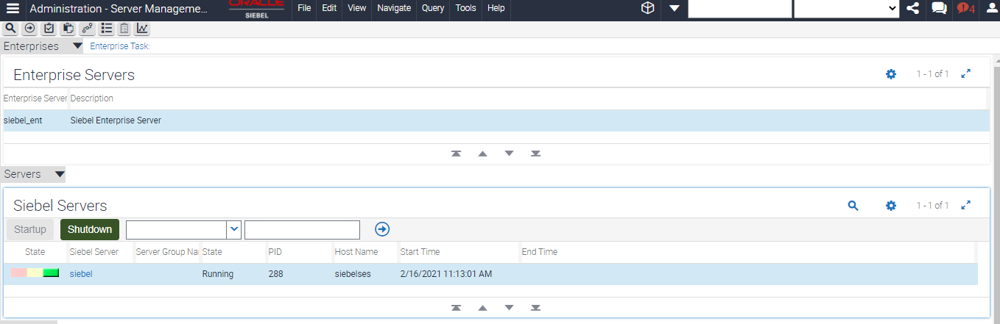 Administration - Server Manageme... ORACLE SIEBEL File Edit View Navigate Query Tools Help 4
Enterprises Enterprise Task:
Enterprise Servers 1 - 1 of 1
Enterprise Server Description
siebel_ent Siebel Enterprise Server
Servers
Siebel Servers 1 - 1 of 1
Startup Shutdown
State Siebel Server Server Group Na State PID Host Name Start Time End Time
siebel Running 288 siebelses 2/16/2021 11:13:01 AM